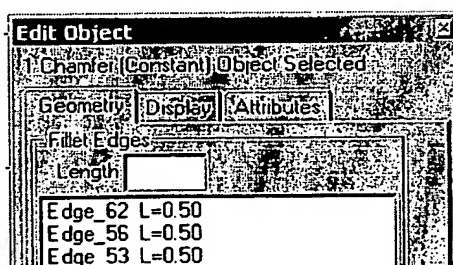 Edit Object
1 Chamfer (Constant) Object Selected
Geometry Display Attributes
Fillet Edges
Length
Edge_62 L=0.50
Edge_56 L=0.50
Edge_53 L=0.50